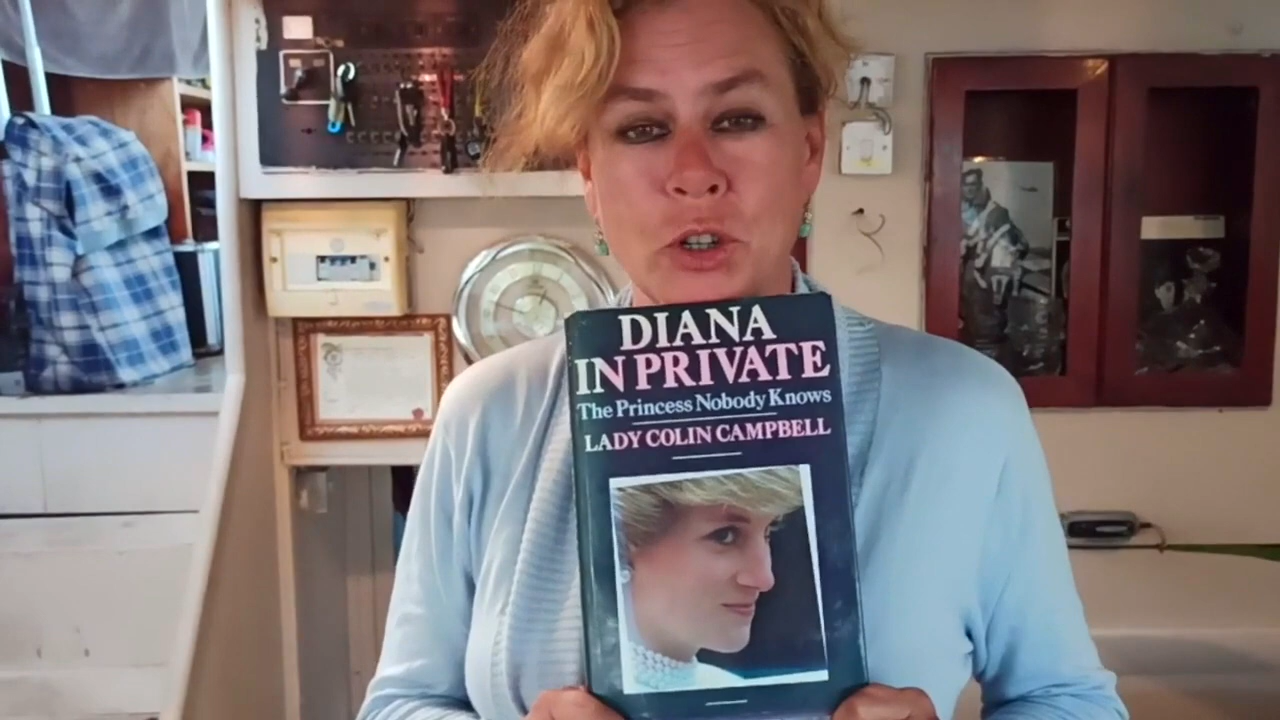 DIANA
IN PRIVATE
The Princess Nobody Knows
LADY COLIN CAMPBELL